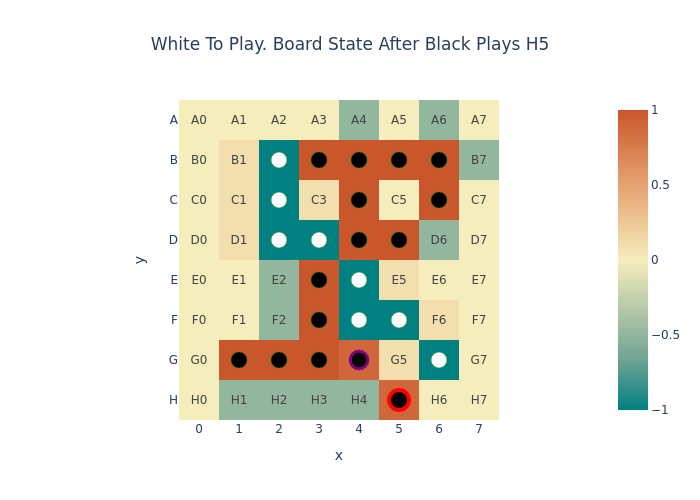 White To Play. Board State After Black Plays H5
A A0 A1 A2 A3 A4 A5 A6 A7
B B0 B1 B7
C C0 C1 C3 C5 C7
D D0 D1 D6 D7
E E0 E1 E2 E5 E6 E7
F F0 F1 F2 F6 F7
G G0 G5 G7
H H0 H1 H2 H3 H4 H6 H7
0 1 2 3 4 5 6 7
x
y
1
0.5
0
−0.5
−1